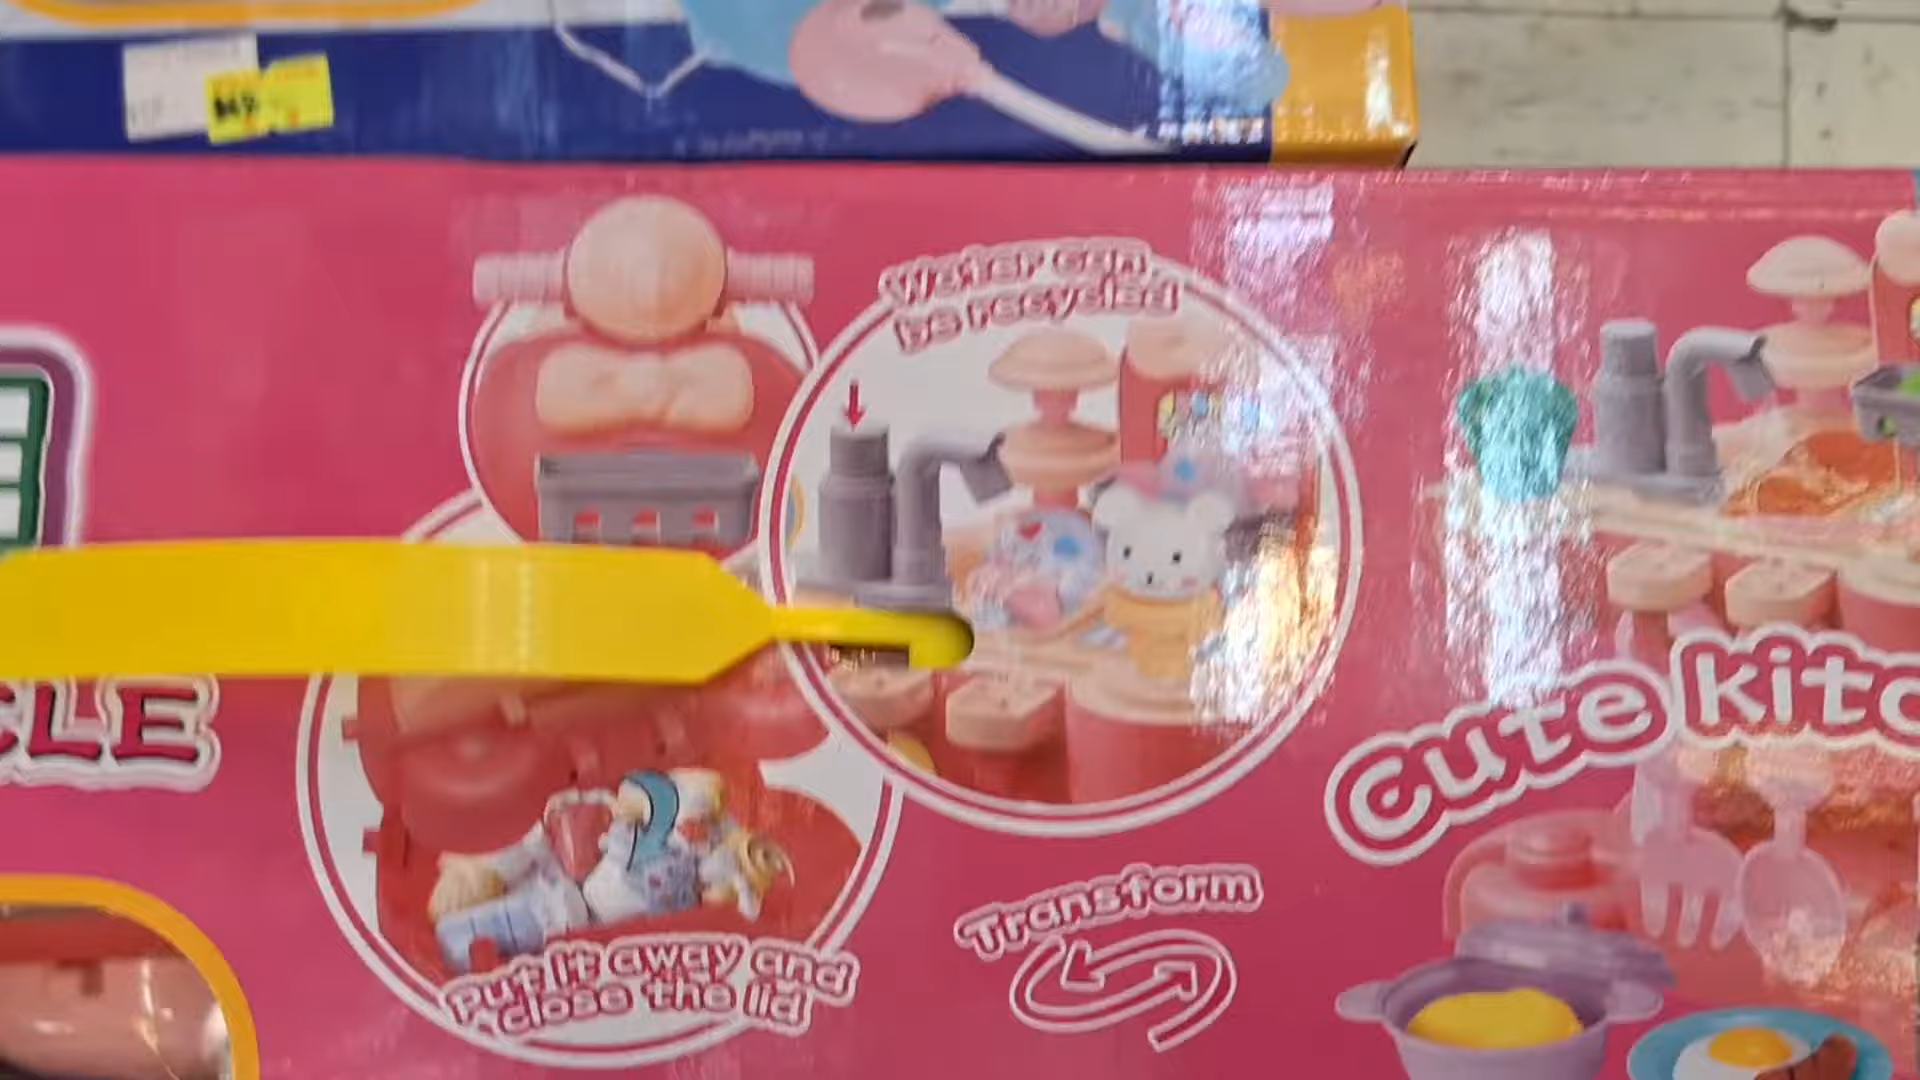 Water can
be recycled
CLE
Cute kitc
Transform
Put it away and
close the lid